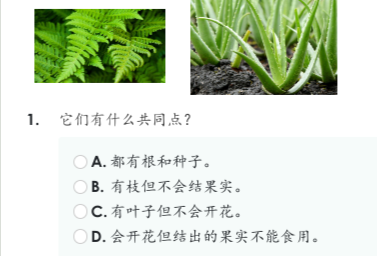 1. 它们有什么共同点？
A. 都有根和种子。
B. 有枝但不会结果实。
C. 有叶子但不会开花。
D. 会开花但结出的果实不能食用。